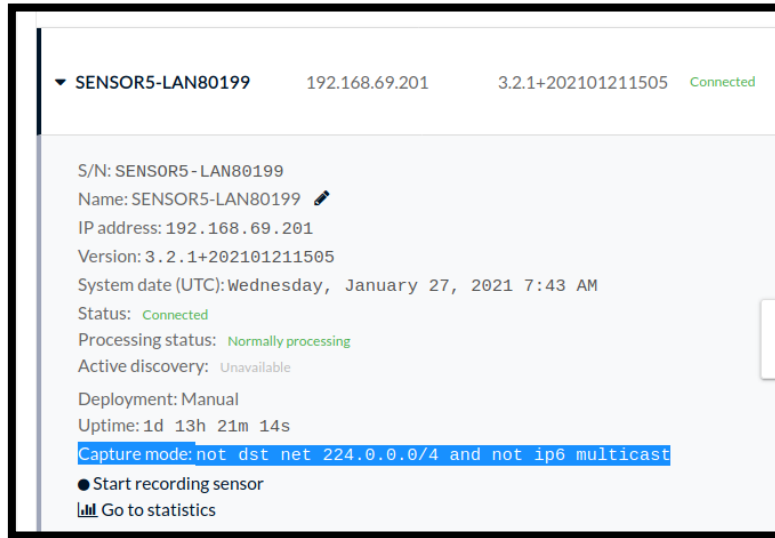 SENSOR5-LAN80199 192.168.69.201 3.2.1+202101211505 Connected
S/N: SENSOR5-LAN80199
Name: SENSOR5-LAN80199
IP address: 192.168.69.201
Version: 3.2.1+202101211505
System date (UTC): Wednesday, January 27, 2021 7:43 AM
Status: Connected
Processing status: Normally processing
Active discovery: Unavailable
Deployment: Manual
Uptime: 1d 13h 21m 14s
Capture mode: not dst net 224.0.0.0/4 and not ip6 multicast
Start recording sensor
Go to statistics